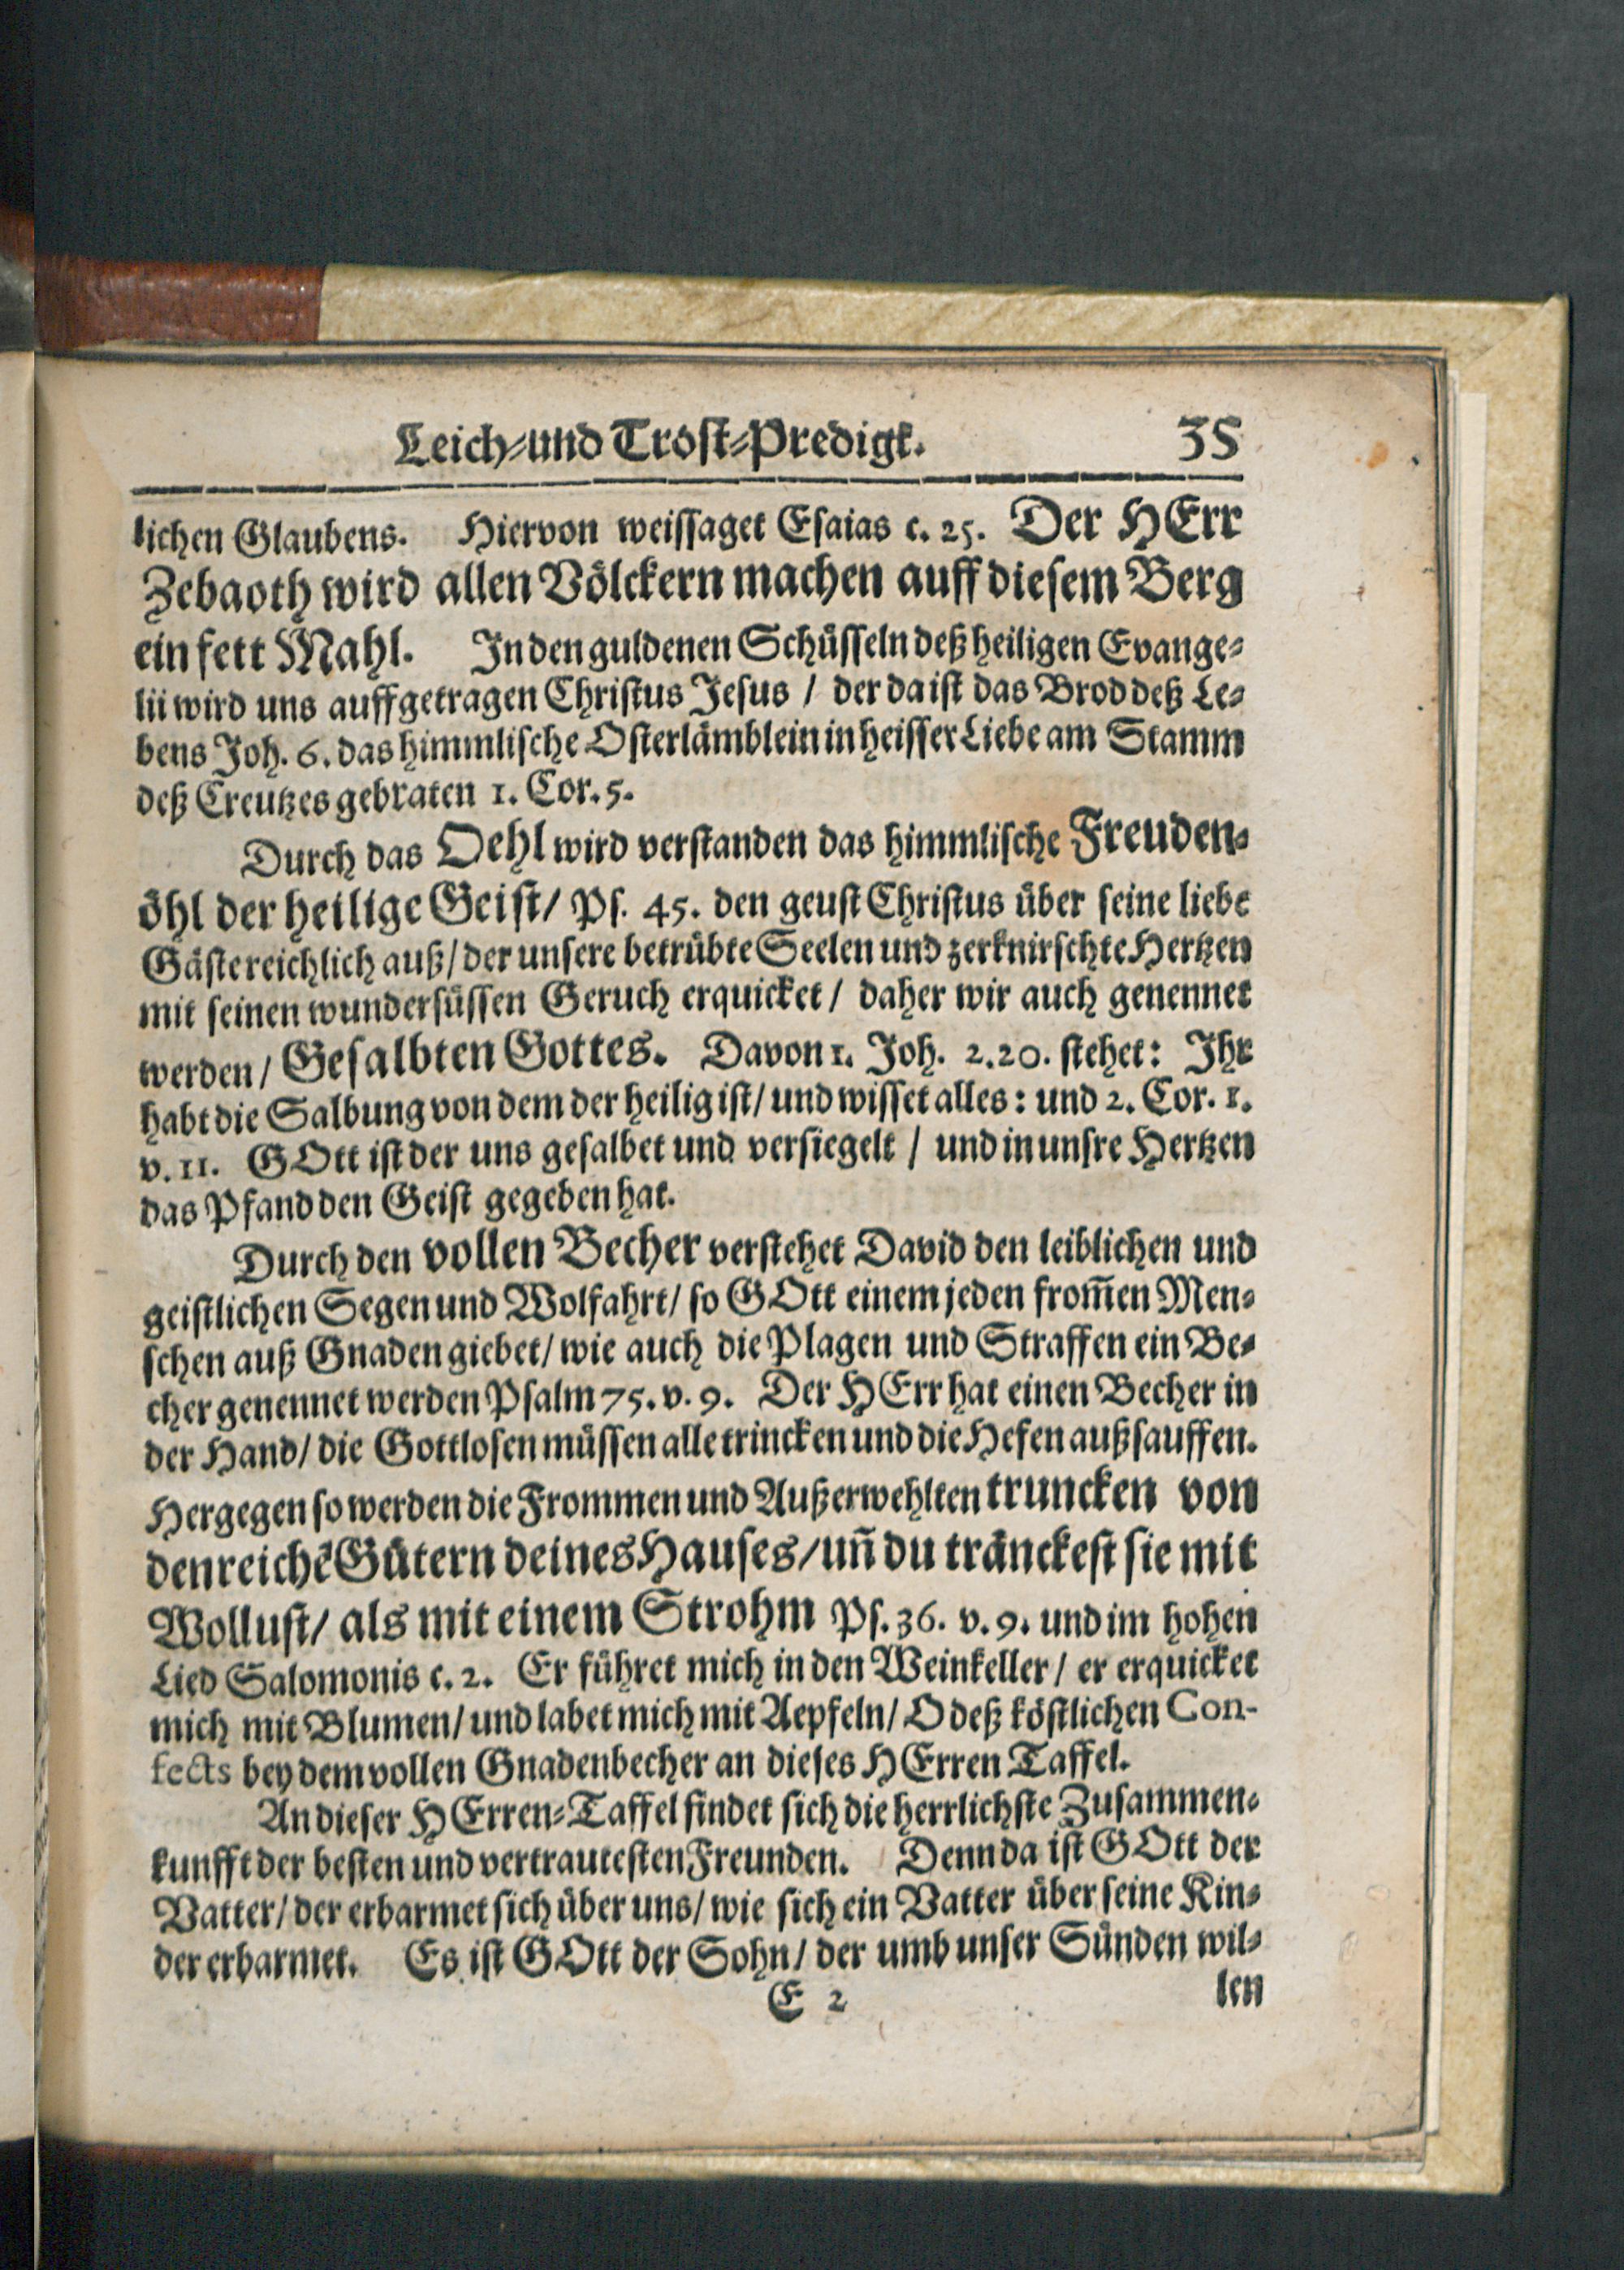 Leich-und Trost-Predigt. 35
lichen Glaubens. Hiervon weissaget Esaias c. 25. Der HErr
Zebaoth wird allen Völckern machen auff diesem Berg
ein fett Mahl. In den guldenen Schüsseln deß heiligen Evange-
lii wird uns auffgetragen Christus Jesus / der da ist das Brod deß Le-
bens Joh. 6. das himmlische Osterlämblein in heisser Liebe am Stamm
deß Creutzes gebraten 1. Cor. 5.
Durch das Oehl wird verstanden das himmlische Freuden-
öhl der heilige Geist / Ps. 45. den geust Christus über seine liebe
Gäste reichlich auß / der unsere betrübte Seelen und zerknirschte Hertzen
mit seinen wundersüssen Geruch erquicket / daher wir auch genennet
werden / Gesalbten Gottes. Davon 1. Joh. 2.20. stehet: Ihr
habt die Salbung von dem der heilig ist / und wisset alles: und 2. Cor. 1.
v. 11. GOtt ist der uns gesalbet und versiegelt / und in unsre Hertzen
das Pfand den Geist gegeben hat.
Durch den vollen Becher verstehet David den leiblichen und
geistlichen Segen und Wolfahrt / so GOtt einem jeden from̃en Men-
schen auß Gnaden giebet / wie auch die Plagen und Straffen ein Be-
cher genennet werden Psalm 75. v. 9. Der HErr hat einen Becher in
der Hand / die Gottlosen müssen alle trincken und die Hefen außsauffen.
Hergegen so werden die Frommen und Außerwehlten truncken von
den reichẽ Gütern deines Hauses / uñ du tränckest sie mit
Wollust / als mit einem Strohm Ps. 36. v. 9. und im hohen
Lied Salomonis c. 2. Er führet mich in den Weinkeller / er erquicket
mich mit Blumen / und labet mich mit Aepfeln / O deß köstlichen Con-
fects bey dem vollen Gnadenbecher an dieses HErren Taffel.
An dieser HErren-Taffel findet sich die herrlichste Zusammen-
kunfft der besten und vertrautesten Freunden. Denn da ist GOtt der
Vatter / der erbarmet sich über uns / wie sich ein Vatter über seine Kin-
der erbarmet. Es ist GOtt der Sohn / der umb unser Sünden wil-
E 2 len